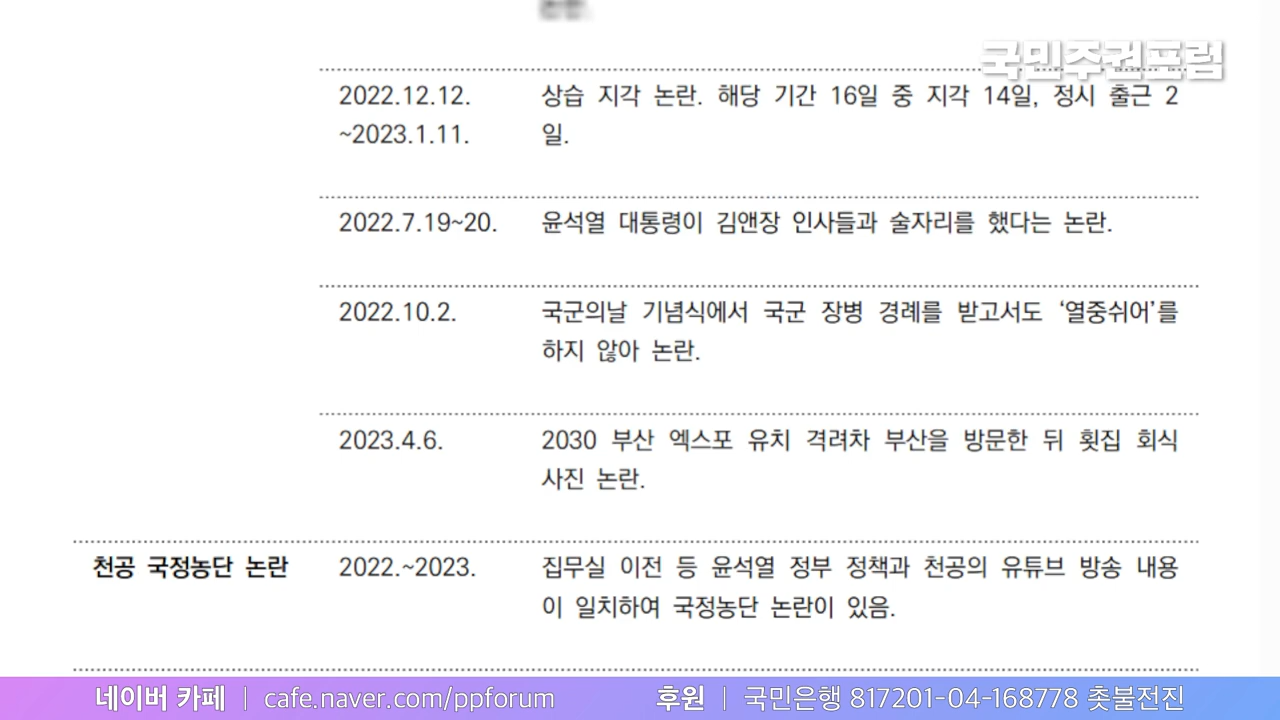 논란.
국민주권포럼
2022.12.12. 상습 지각 논란. 해당 기간 16일 중 지각 14일, 정시 출근 2
~2023.1.11. 일.
2022.7.19~20. 윤석열 대통령이 김앤장 인사들과 술자리를 했다는 논란.
2022.10.2. 국군의날 기념식에서 국군 장병 경례를 받고서도 ‘열중쉬어’를
하지 않아 논란.
2023.4.6. 2030 부산 엑스포 유치 격려차 부산을 방문한 뒤 횟집 회식
사진 논란.
천공 국정농단 논란 2022.~2023. 집무실 이전 등 윤석열 정부 정책과 천공의 유튜브 방송 내용
이 일치하여 국정농단 논란이 있음.
네이버 카페 | cafe.naver.com/ppforum 후원 | 국민은행 817201-04-168778 촛불전진